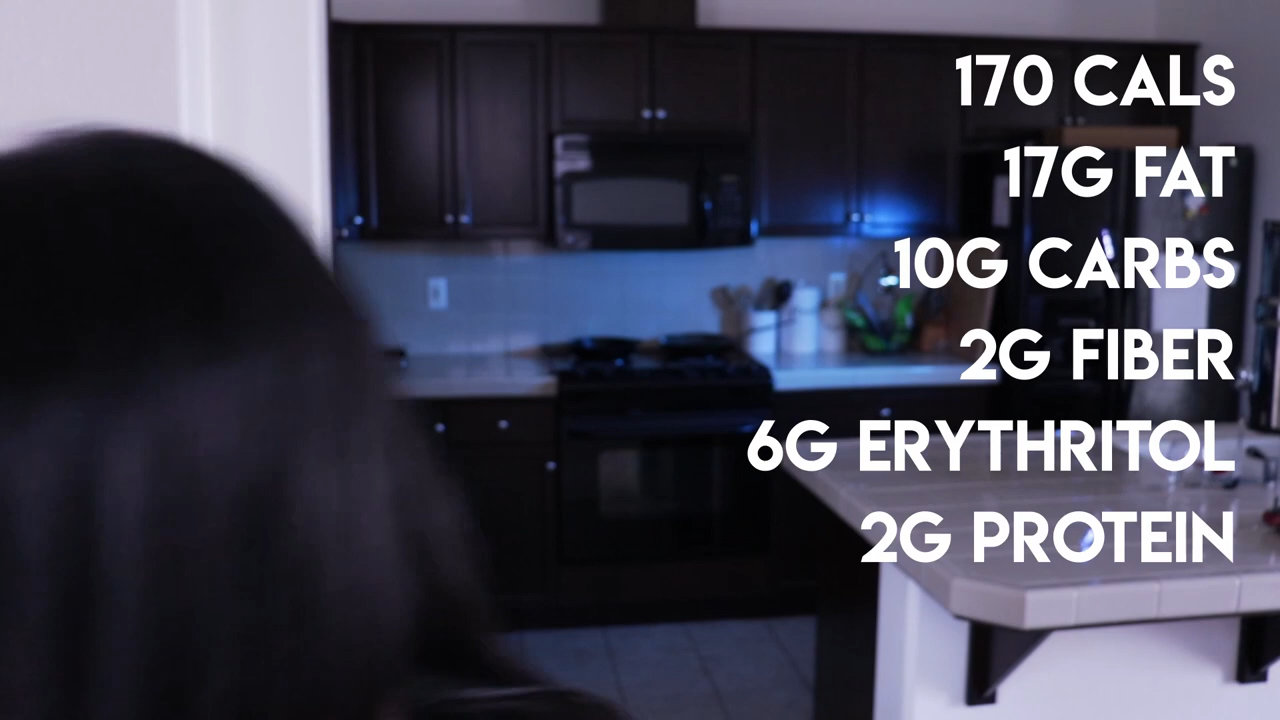 170 CALS
17G FAT
10G CARBS
2G FIBER
6G ERYTHRITOL
2G PROTEIN